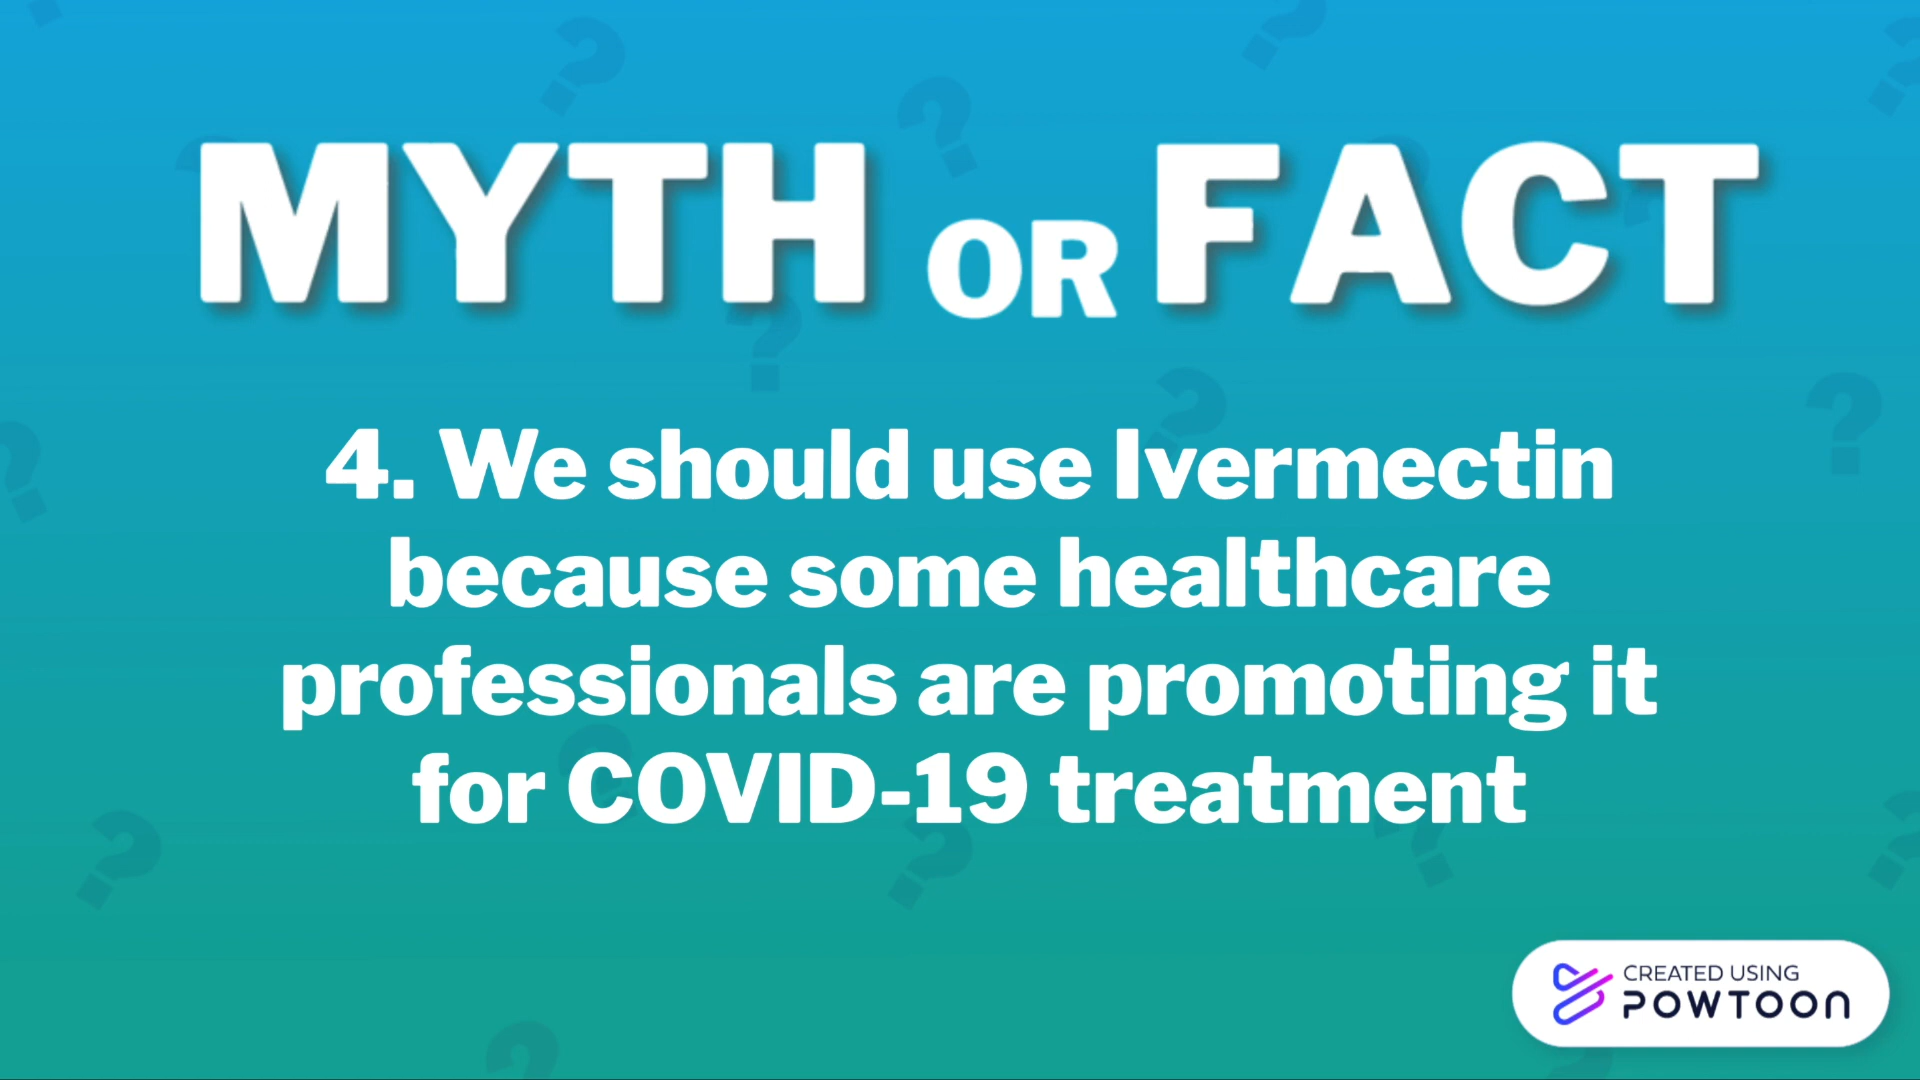 MYTH OR FACT
4. We should use Ivermectin
because some healthcare
professionals are promoting it
for COVID-19 treatment
CREATED USING
POWTOON